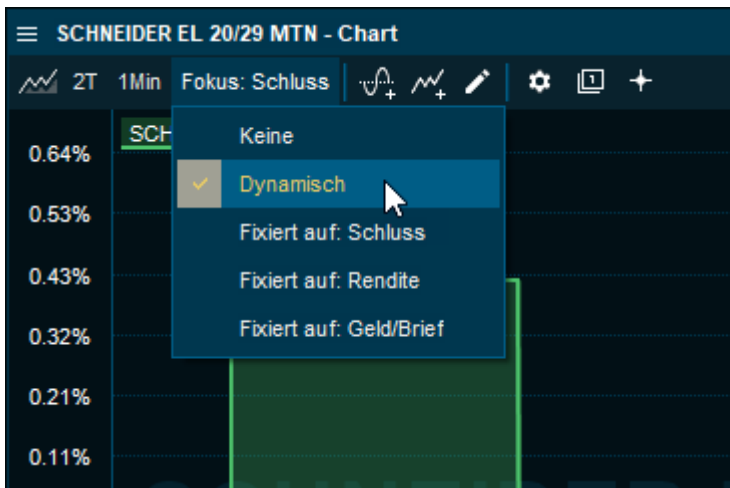 SCHNEIDER EL 20/29 MTN - Chart
2T 1Min Fokus: Schluss
SCH
Keine
Dynamisch
Fixiert auf: Schluss
Fixiert auf: Rendite
Fixiert auf: Geld/Brief
0.64%
0.53%
0.43%
0.32%
0.21%
0.11%